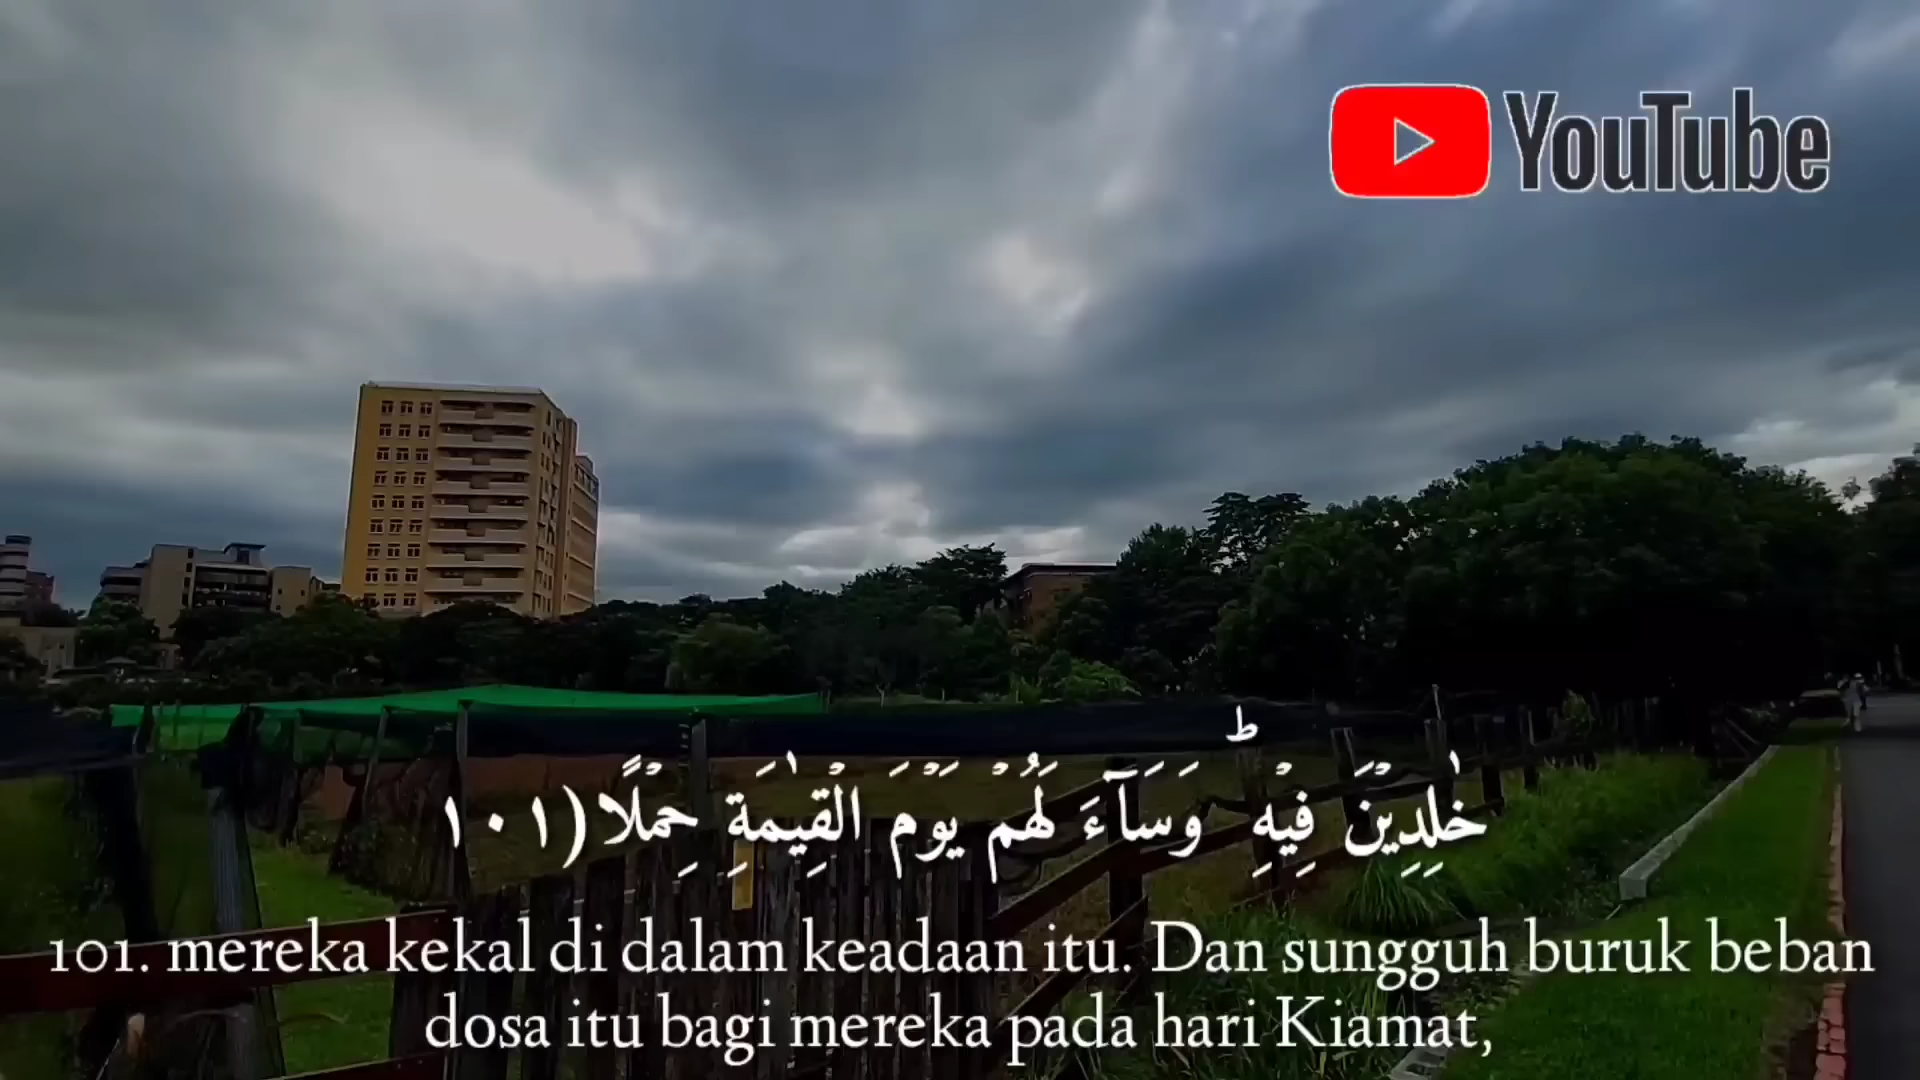 YouTube
خٰلِدِيْنَ فِيْهِ ۗ وَسَاۤءَ لَهُمْ يَوْمَ الْقِيٰمَةِ حِمْلًا (١٠١
101. mereka kekal di dalam keadaan itu. Dan sungguh buruk beban
dosa itu bagi mereka pada hari Kiamat,